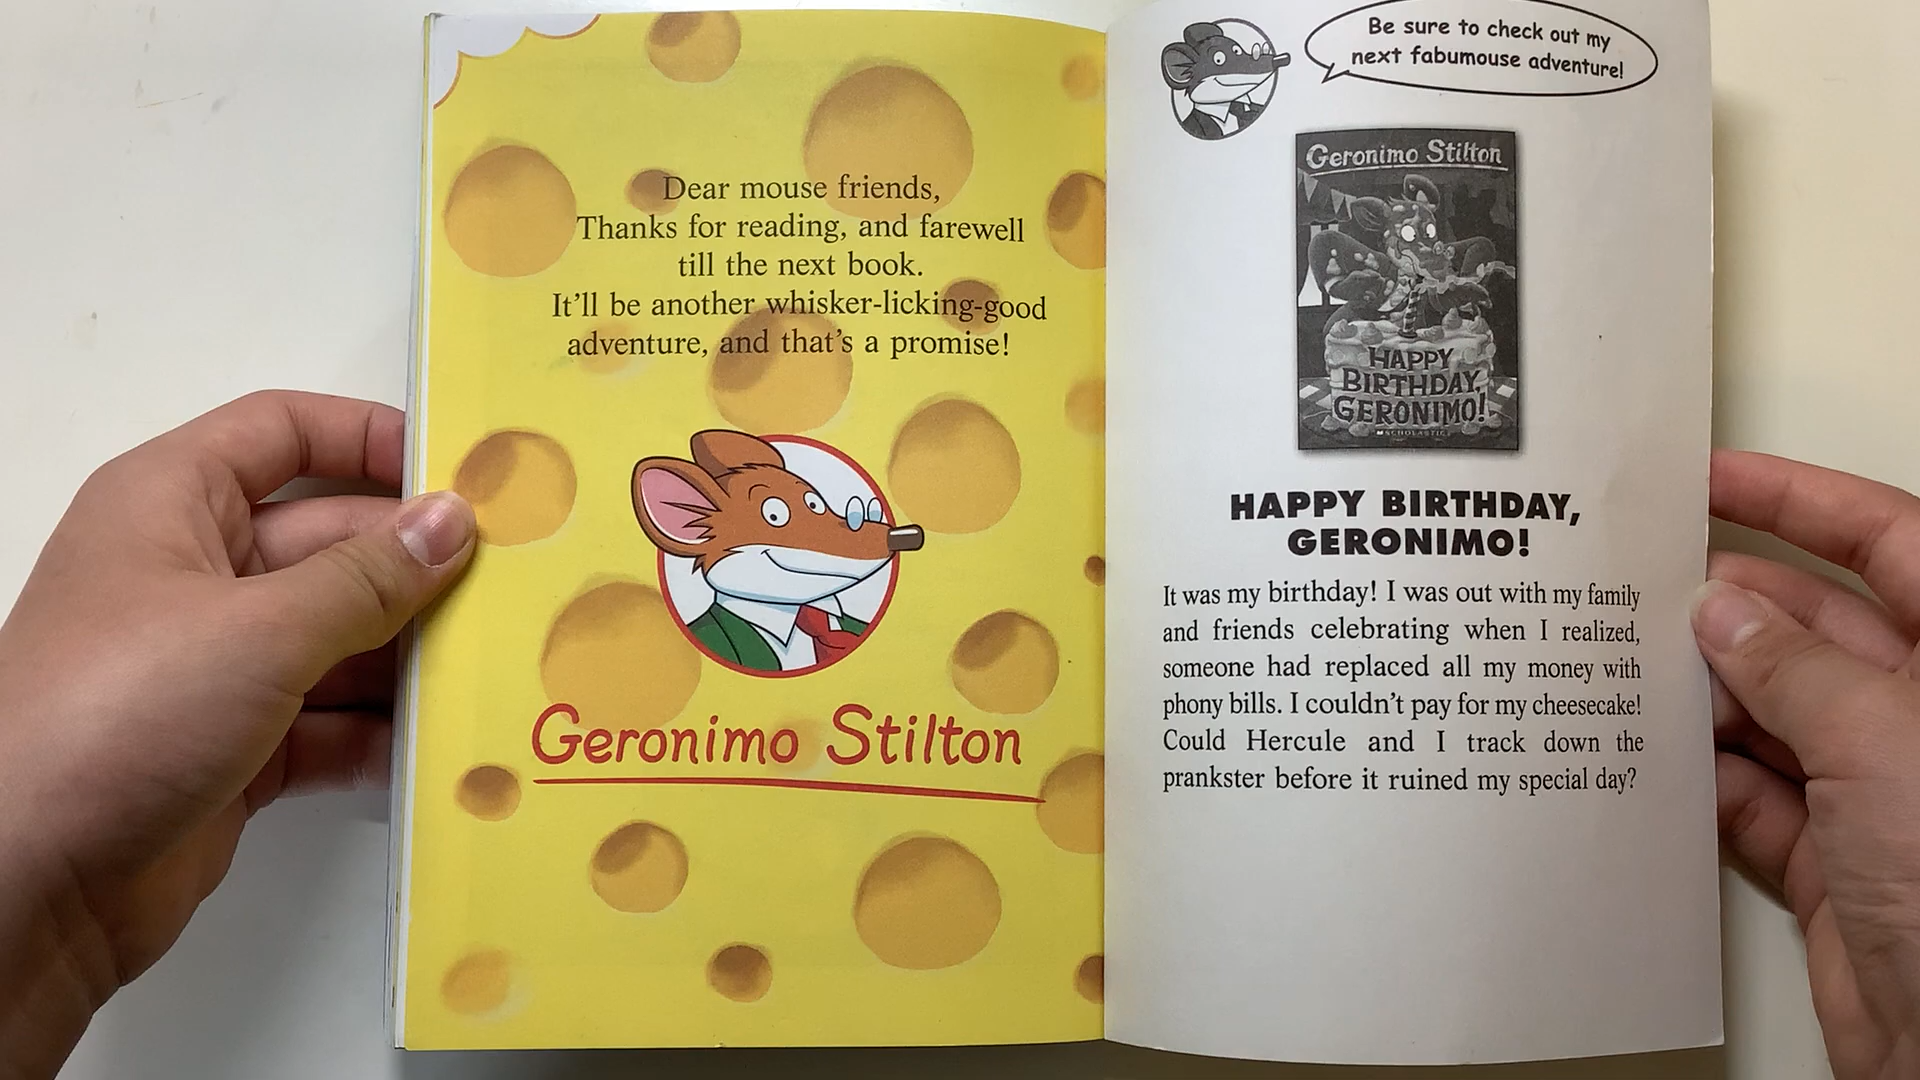 Dear mouse friends,
Thanks for reading, and farewell
till the next book.
It'll be another whisker-licking-good
adventure, and that's a promise!
Geronimo Stilton
Be sure to check out my
next fabumouse adventure!
Geronimo Stilton
HAPPY
BIRTHDAY,
GERONIMO!
SCHOLASTIC
HAPPY BIRTHDAY,
GERONIMO!
It was my birthday! I was out with my family
and friends celebrating when I realized,
someone had replaced all my money with
phony bills. I couldn't pay for my cheesecake!
Could Hercule and I track down the
prankster before it ruined my special day?